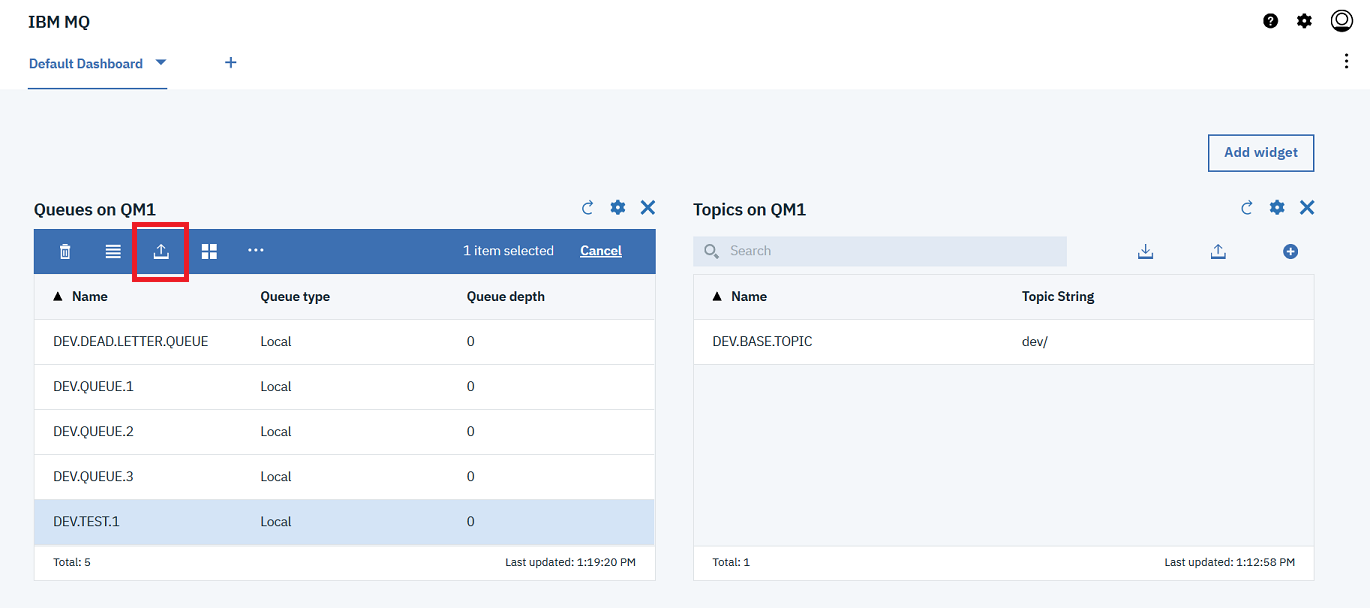 IBM MQ
Default Dashboard
Add widget
Queues on QM1
1 item selected Cancel
Name Queue type Queue depth
DEV.DEAD.LETTER.QUEUE Local 0
DEV.QUEUE.1 Local 0
DEV.QUEUE.2 Local 0
DEV.QUEUE.3 Local 0
DEV.TEST.1 Local 0
Total: 5 Last updated: 1:19:20 PM
Topics on QM1
Search
Name Topic String
DEV.BASE.TOPIC dev/
Total: 1 Last updated: 1:12:58 PM